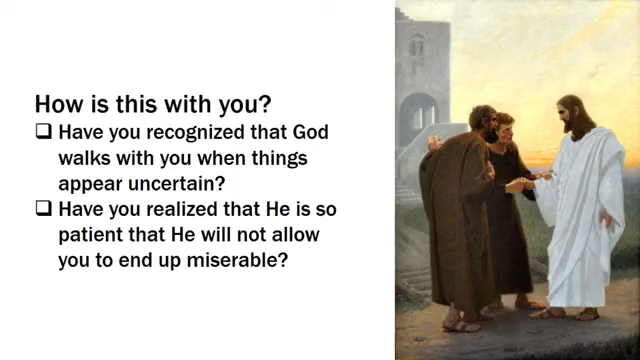 How is this with you?
❑ Have you recognized that God
walks with you when things
appear uncertain?
❑ Have you realized that He is so
patient that He will not allow
you to end up miserable?